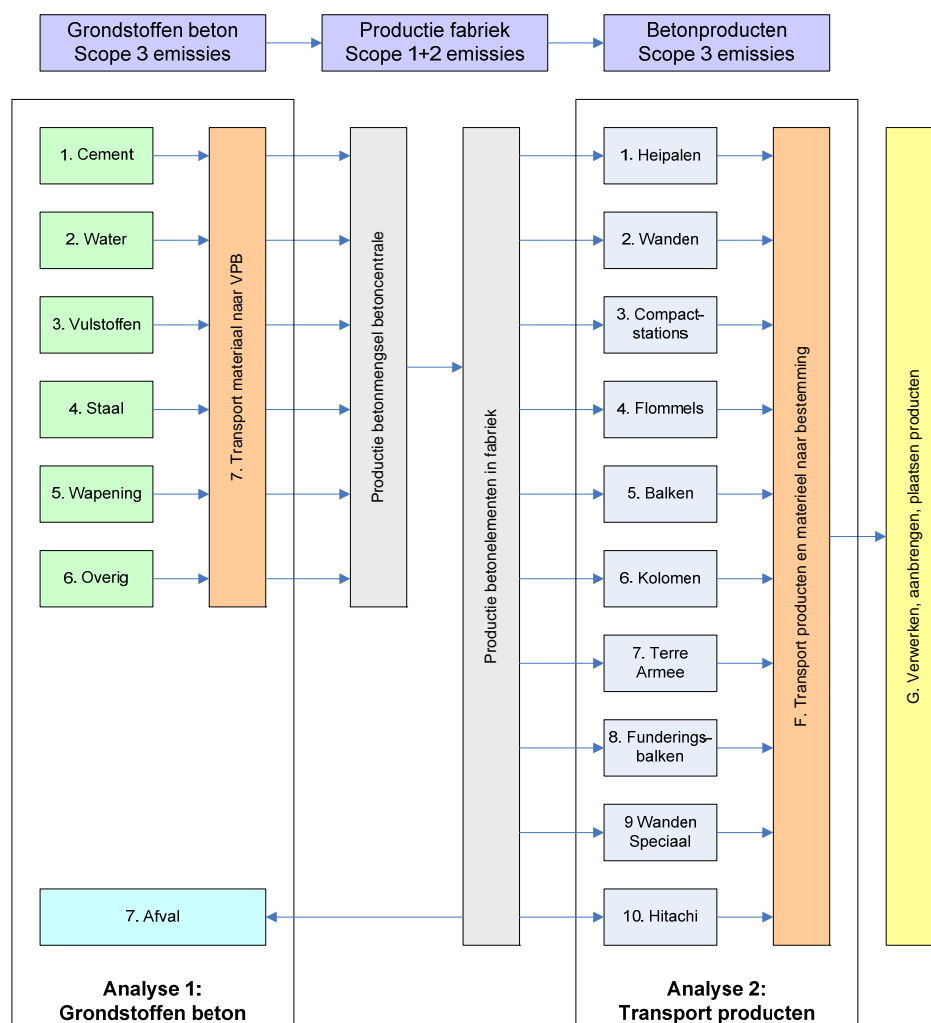 Grondstoffen beton
Scope 3 emissies
Productie fabriek
Scope 1+2 emissies
Betonproducten
Scope 3 emissies
1. Cement
2. Water
3. Vulstoffen
4. Staal
5. Wapening
6. Overig
7. Transport materiaal naar VPB
Productie betonmengsel betoncentrale
Productie betonelementen in fabriek
1. Heipalen
2. Wanden
3. Compact-
stations
4. Flommels
5. Balken
6. Kolomen
7. Terre
Armee
8. Funderings-
balken
9 Wanden
Speciaal
10. Hitachi
F. Transport producten en materieel naar bestemming
G. Verwerken, aanbrengen, plaatsen producten
7. Afval
Analyse 1:
Grondstoffen beton
Analyse 2:
Transport producten